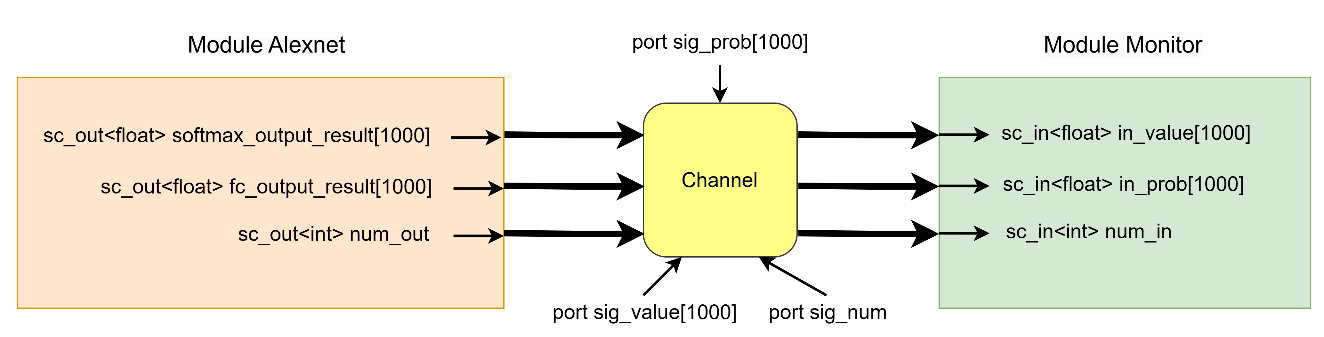 Module Alexnet
port sig_prob[1000]
Module Monitor
sc_out<float> softmax_output_result[1000]
sc_out<float> fc_output_result[1000]
sc_out<int> num_out
Channel
sc_in<float> in_value[1000]
sc_in<float> in_prob[1000]
sc_in<int> num_in
port sig_value[1000]
port sig_num